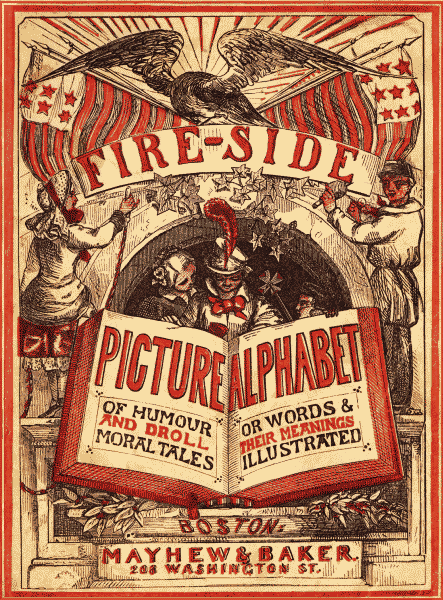 FIRE-SIDE
PICTURE ALPHABET
OF HUMOUR
AND DROLL
MORAL TALES
OR WORDS &
THEIR MEANINGS
ILLUSTRATED
BOSTON:
MAYHEW & BAKER.
208 WASHINGTON ST.